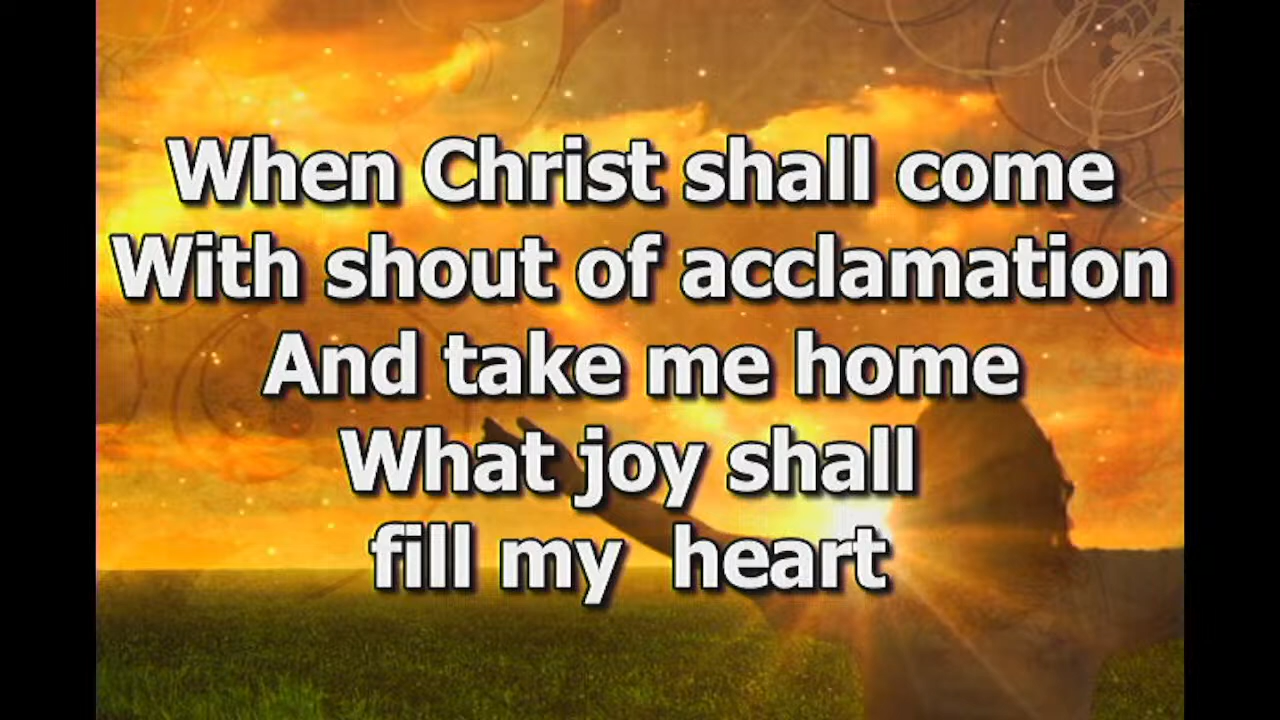 When Christ shall come
With shout of acclamation
And take me home
What joy shall
fill my  heart